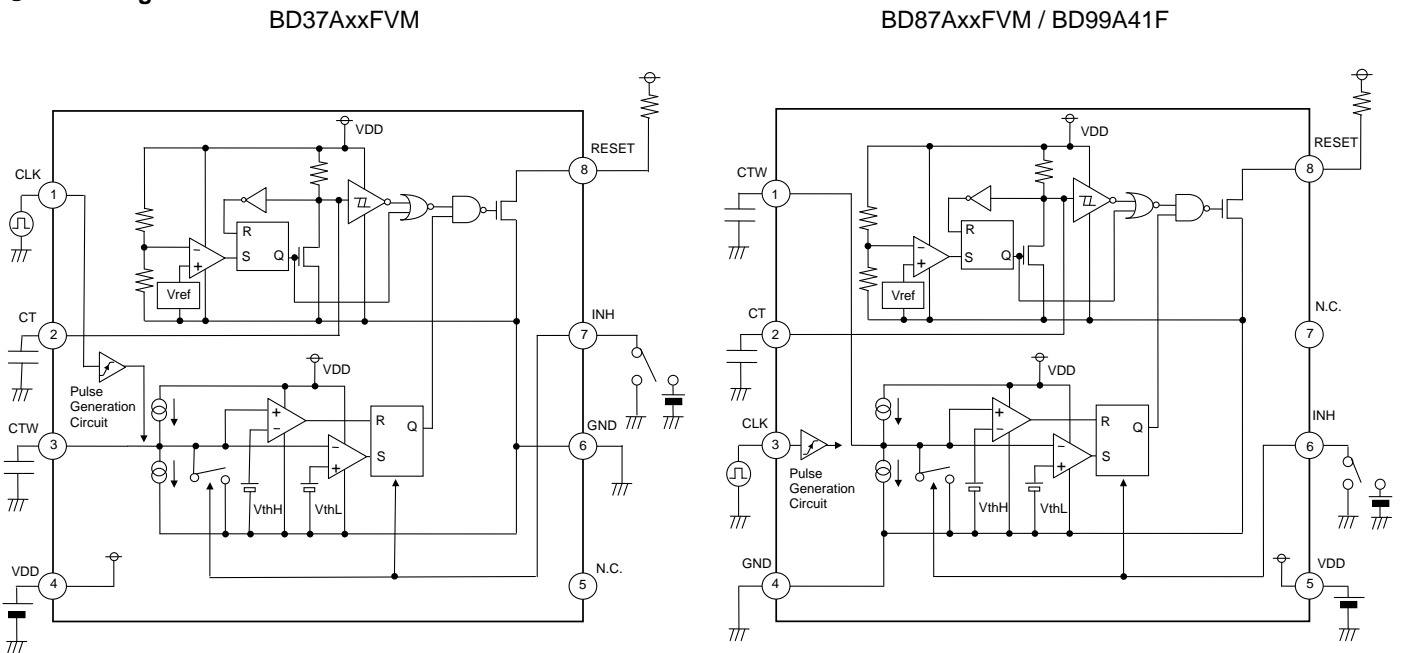 BD37AxxFVM
VDD
CLK
1
RESET
8
R
S
Q
Vref
CT
2
INH
7
VDD
Pulse
Generation
Circuit
CTW
3
R
Q
S
GND
6
VthH
VthL
VDD
4
N.C.
5
BD87AxxFVM / BD99A41F
VDD
CTW
1
RESET
8
R
S
Q
Vref
CT
2
N.C.
7
VDD
CLK
3
Pulse
Generation
Circuit
R
Q
S
INH
6
VthH
VthL
GND
4
VDD
5